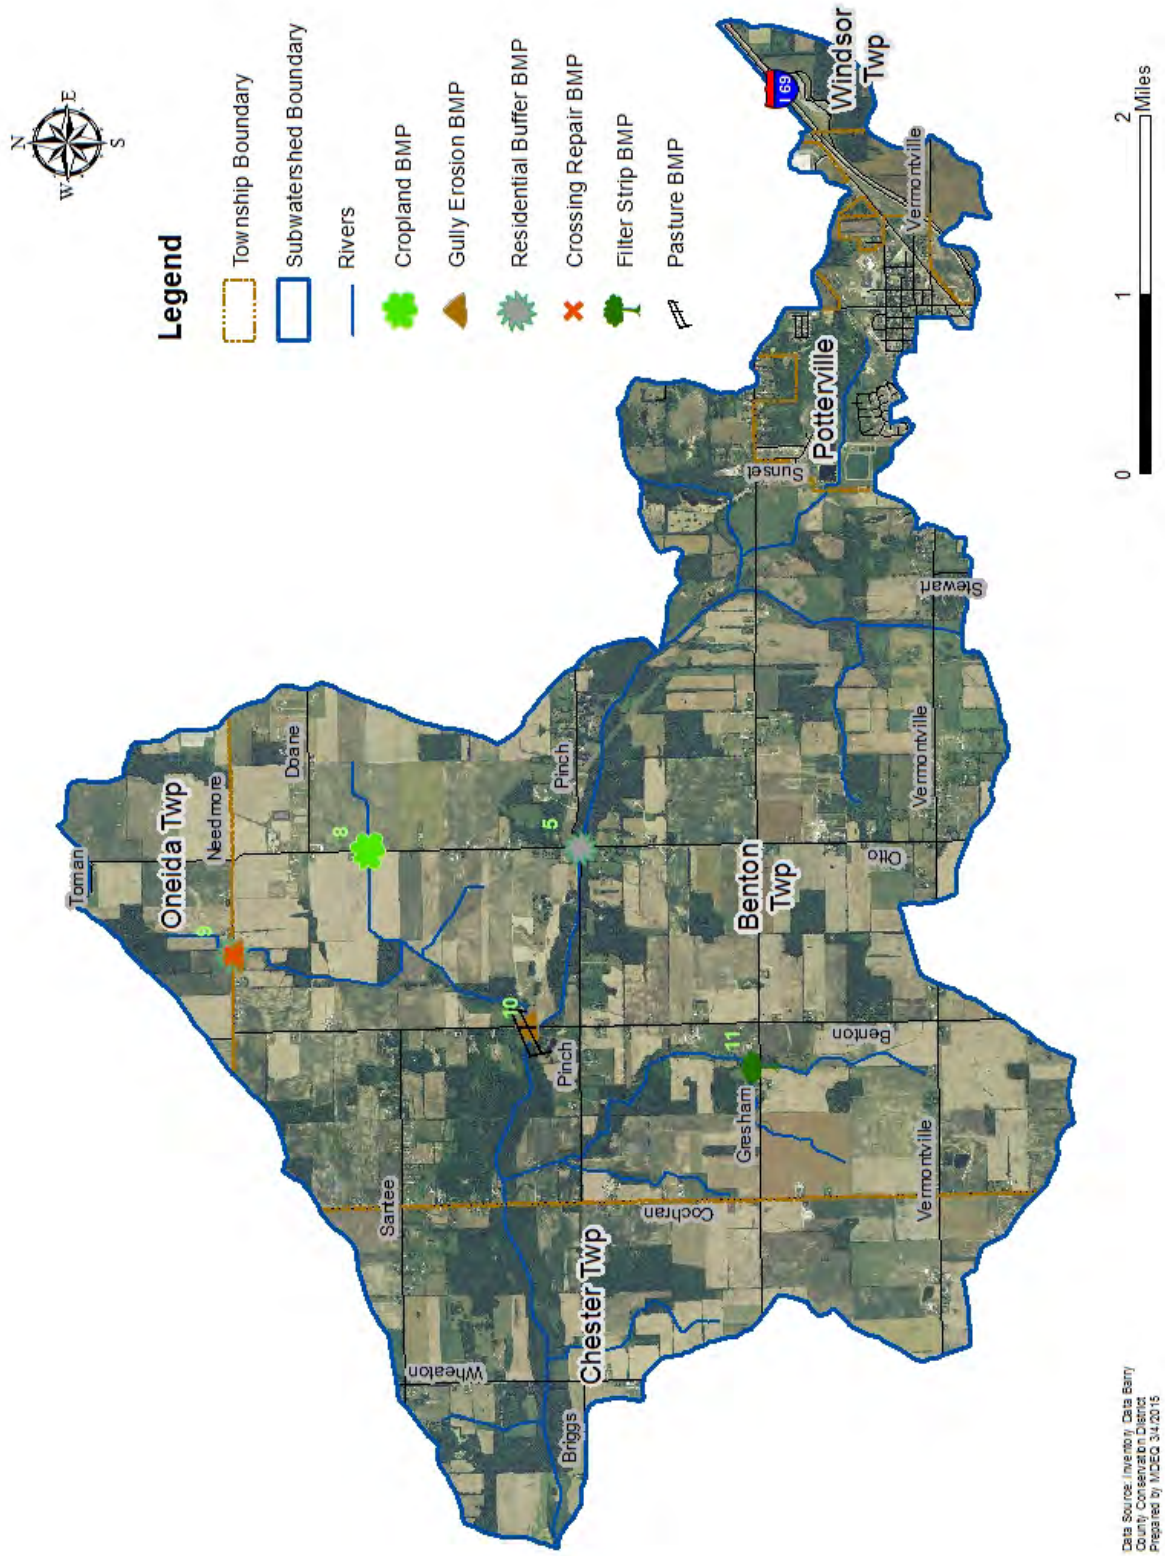 N
W
E
S
Legend
Township Boundary
Subwatershed Boundary
Rivers
Cropland BMP
Gully Erosion BMP
Residential Buffer BMP
Crossing Repair BMP
Filter Strip BMP
Pasture BMP
Toman
Oneida Twp
9
Needmore
Doane
8
Sartee
10
Pinch
5
Pinch
Wheaton
Briggs
Chester Twp
Cochran
Gresham
11
Benton
Benton
Twp
Otto
Vermontville
Vermontville
Stewart
Sunset
Potterville
Vermontville
I 69
Windsor
Twp
0
1
2
Miles
Data Source: Inventory Data Barry
County Conservation District
Prepared by MDEQ 3/4/2015